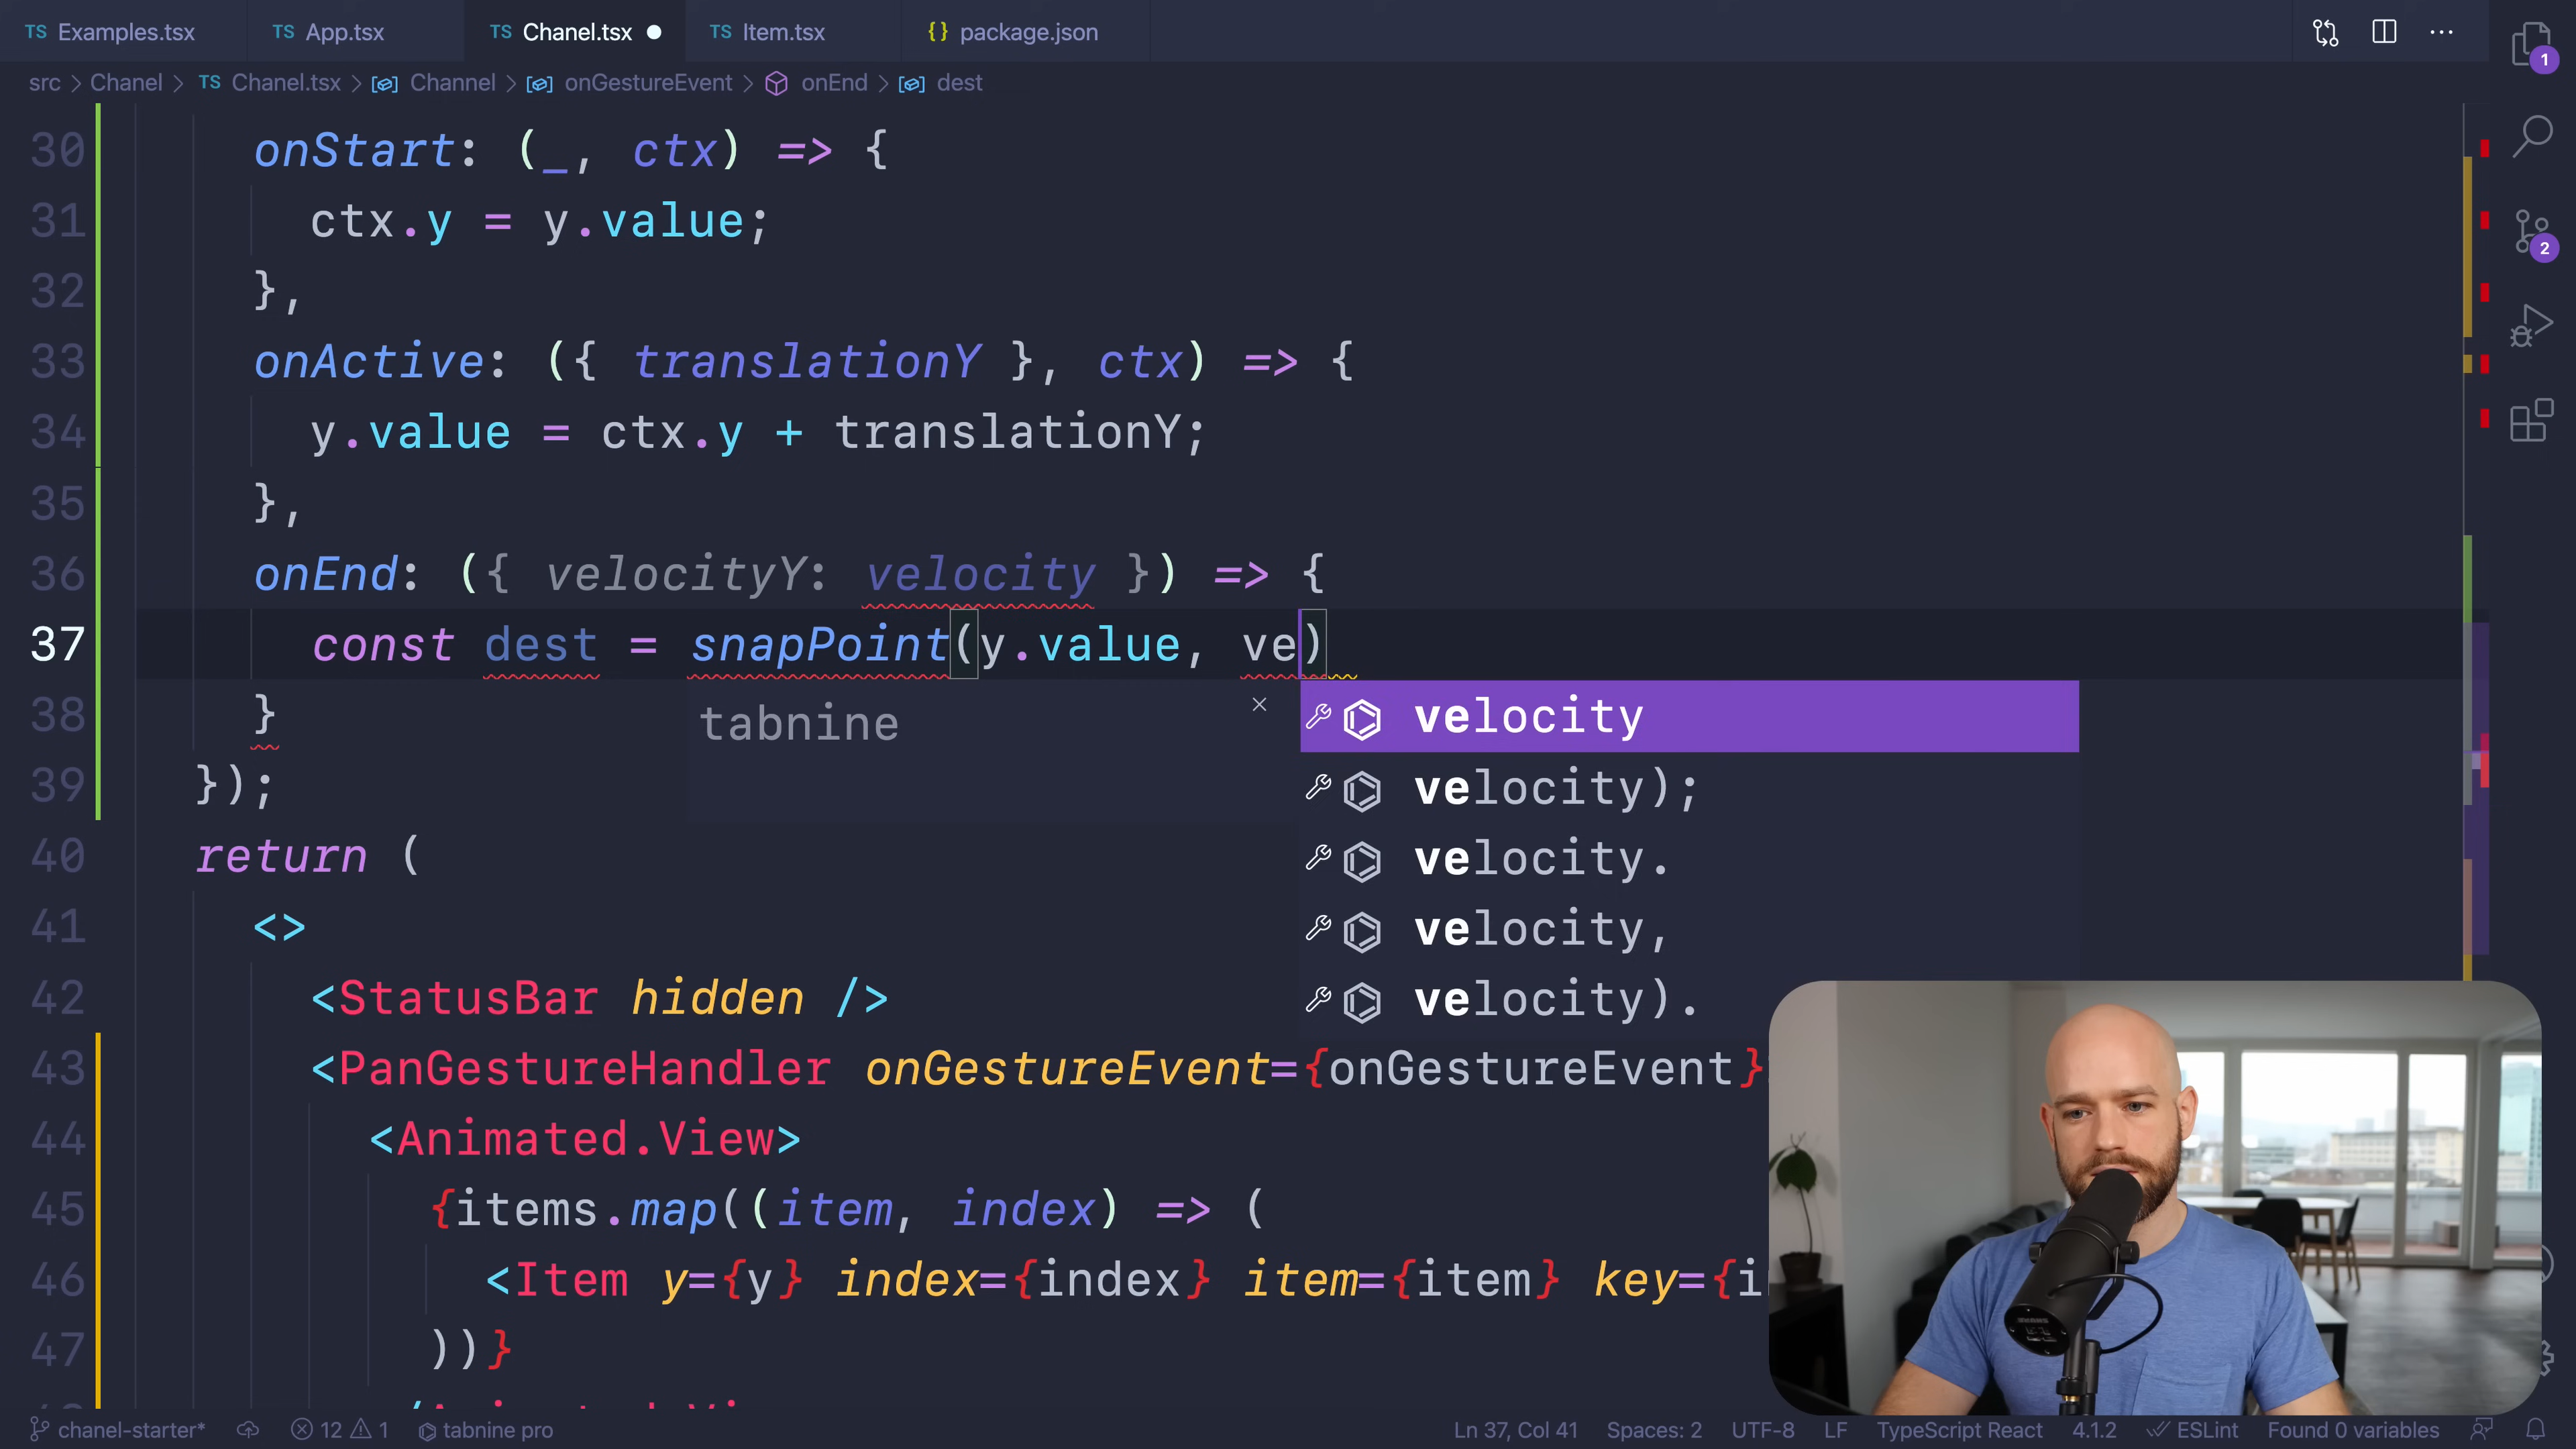 TS Examples.tsx TS App.tsx TS Chanel.tsx TS Item.tsx {} package.json
src > Chanel > TS Chanel.tsx > Channel > onGestureEvent > onEnd > dest
1
2
30 onStart: (_, ctx) => {
31 ctx.y = y.value;
32 },
33 onActive: ({ translationY }, ctx) => {
34 y.value = ctx.y + translationY;
35 },
36 onEnd: ({ velocityY: velocity }) => {
37 const dest = snapPoint(y.value, ve)
38 }
tabnine
velocity
velocity);
velocity.
velocity,
velocity).
39 });
40 return (
41 <>
42 <StatusBar hidden />
43 <PanGestureHandler onGestureEvent={onGestureEvent}
44 <Animated.View>
45 {items.map((item, index) => (
46 <Item y={y} index={index} item={item} key={i
47 ))}
chanel-starter* 12 1 tabnine pro Ln 37, Col 41 Spaces: 2 UTF-8 LF TypeScript React 4.1.2 ESLint Found 0 variables